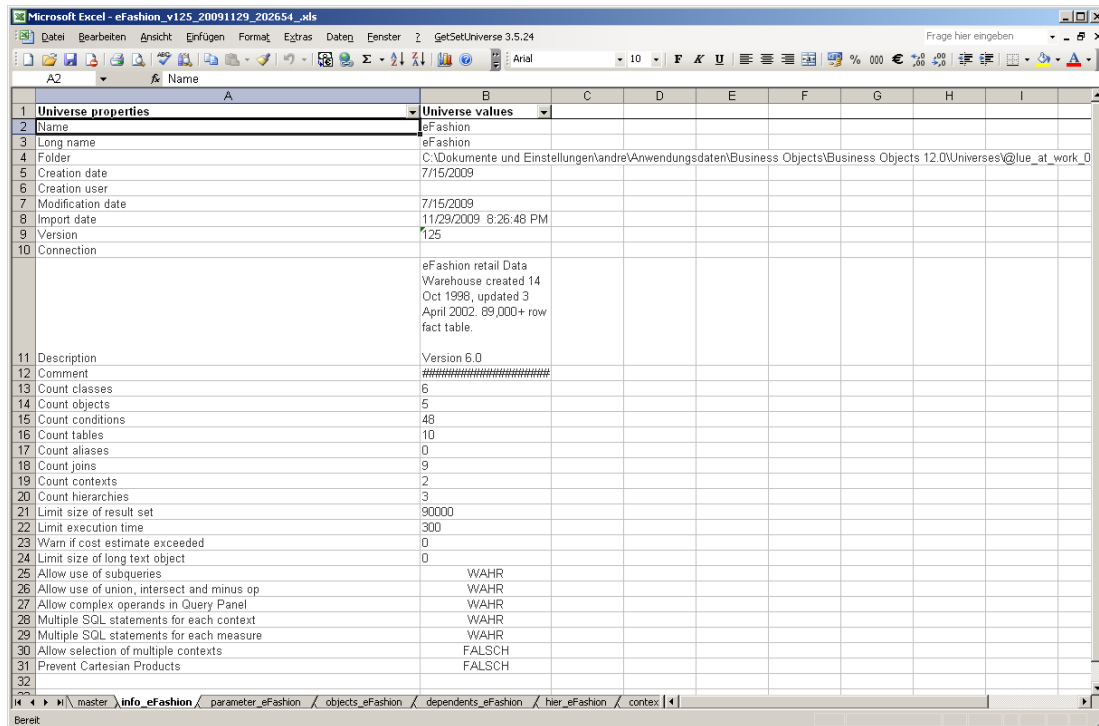 Microsoft Excel - eFashion_v125_20091129_202654_.xls
Datei Bearbeiten Ansicht Einfügen Format Extras Daten Fenster ? GetSetUniverse 3.5.24 Frage hier eingeben
Arial 10 F K U % 000 €
A2 fx Name
A B C D E F G H I
1 Universe properties Universe values
2 Name eFashion
3 Long name eFashion
4 Folder C:\Dokumente und Einstellungen\andre\Anwendungsdaten\Business Objects\Business Objects 12.0\Universes\@lue_at_work_0
5 Creation date 7/15/2009
6 Creation user
7 Modification date 7/15/2009
8 Import date 11/29/2009 8:26:48 PM
9 Version 125
10 Connection
eFashion retail Data
Warehouse created 14
Oct 1998, updated 3
April 2002. 89,000+ row
fact table.
11 Description Version 6.0
12 Comment ######################
13 Count classes 6
14 Count objects 5
15 Count conditions 48
16 Count tables 10
17 Count aliases 0
18 Count joins 9
19 Count contexts 2
20 Count hierarchies 3
21 Limit size of result set 90000
22 Limit execution time 300
23 Warn if cost estimate exceeded 0
24 Limit size of long text object 0
25 Allow use of subqueries WAHR
26 Allow use of union, intersect and minus op WAHR
27 Allow complex operands in Query Panel WAHR
28 Multiple SQL statements for each context WAHR
29 Multiple SQL statements for each measure WAHR
30 Allow selection of multiple contexts FALSCH
31 Prevent Cartesian Products FALSCH
32
master info_eFashion parameter_eFashion objects_eFashion dependents_eFashion hier_eFashion contex
Bereit